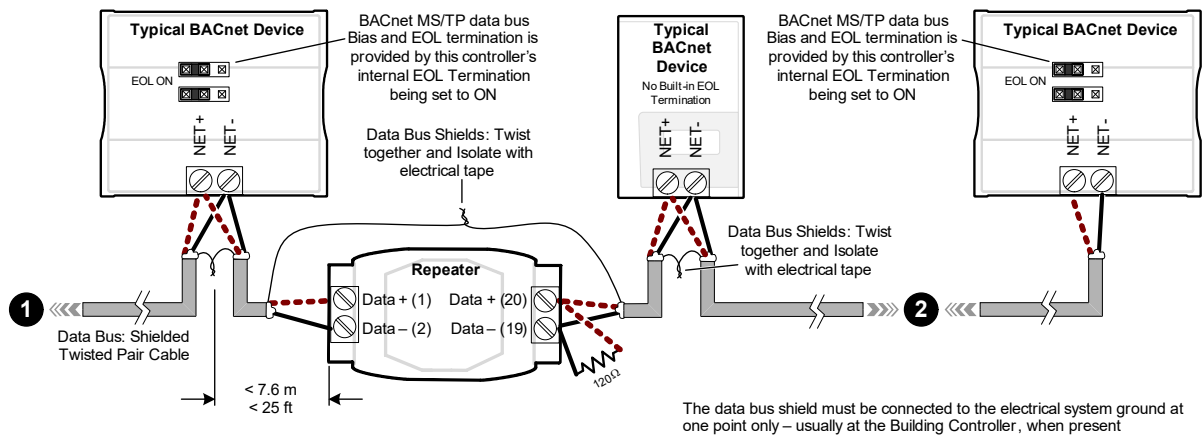 Typical BACnet Device
EOL ON
NET+
NET-
BACnet MS/TP data bus
Bias and EOL termination is
provided by this controller's
internal EOL Termination
being set to ON
Data Bus Shields: Twist
together and Isolate with
electrical tape
Typical
BACnet
Device
No Built-in EOL
Termination
NET+
NET-
BACnet MS/TP data bus
Bias and EOL termination is
provided by this controller's
internal EOL Termination
being set to ON
Typical BACnet Device
EOL ON
NET+
NET-
Data Bus Shields: Twist
together and Isolate
with electrical tape
Repeater
Data + (1)
Data + (20)
Data – (2)
Data – (19)
120Ω
1
2
Data Bus: Shielded
Twisted Pair Cable
< 7.6 m
< 25 ft
The data bus shield must be connected to the electrical system ground at
one point only – usually at the Building Controller, when present